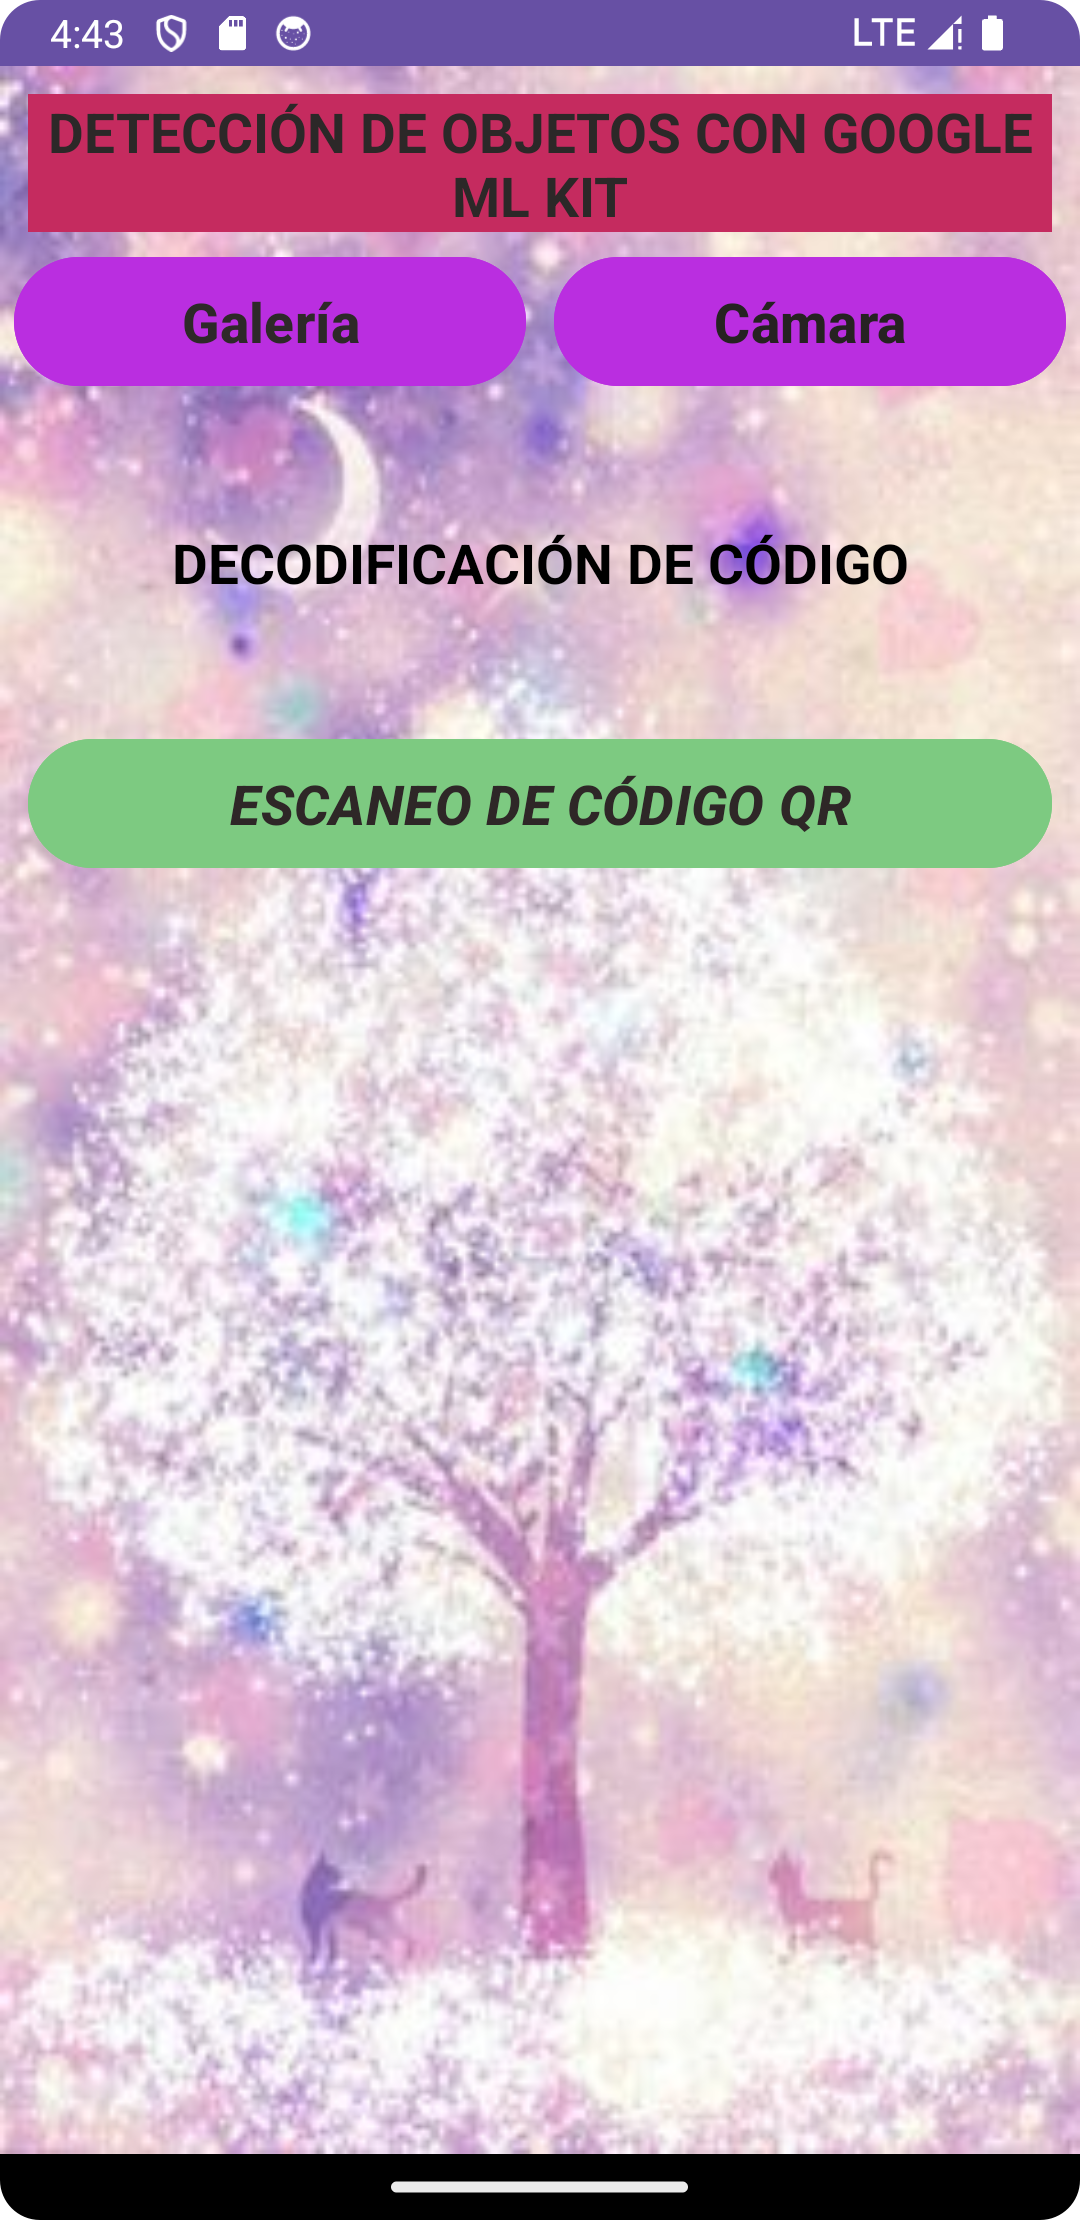 4:43 LTE
DETECCIÓN DE OBJETOS CON GOOGLE
ML KIT
Galería Cámara
DECODIFICACIÓN DE CÓDIGO
ESCANEO DE CÓDIGO QR